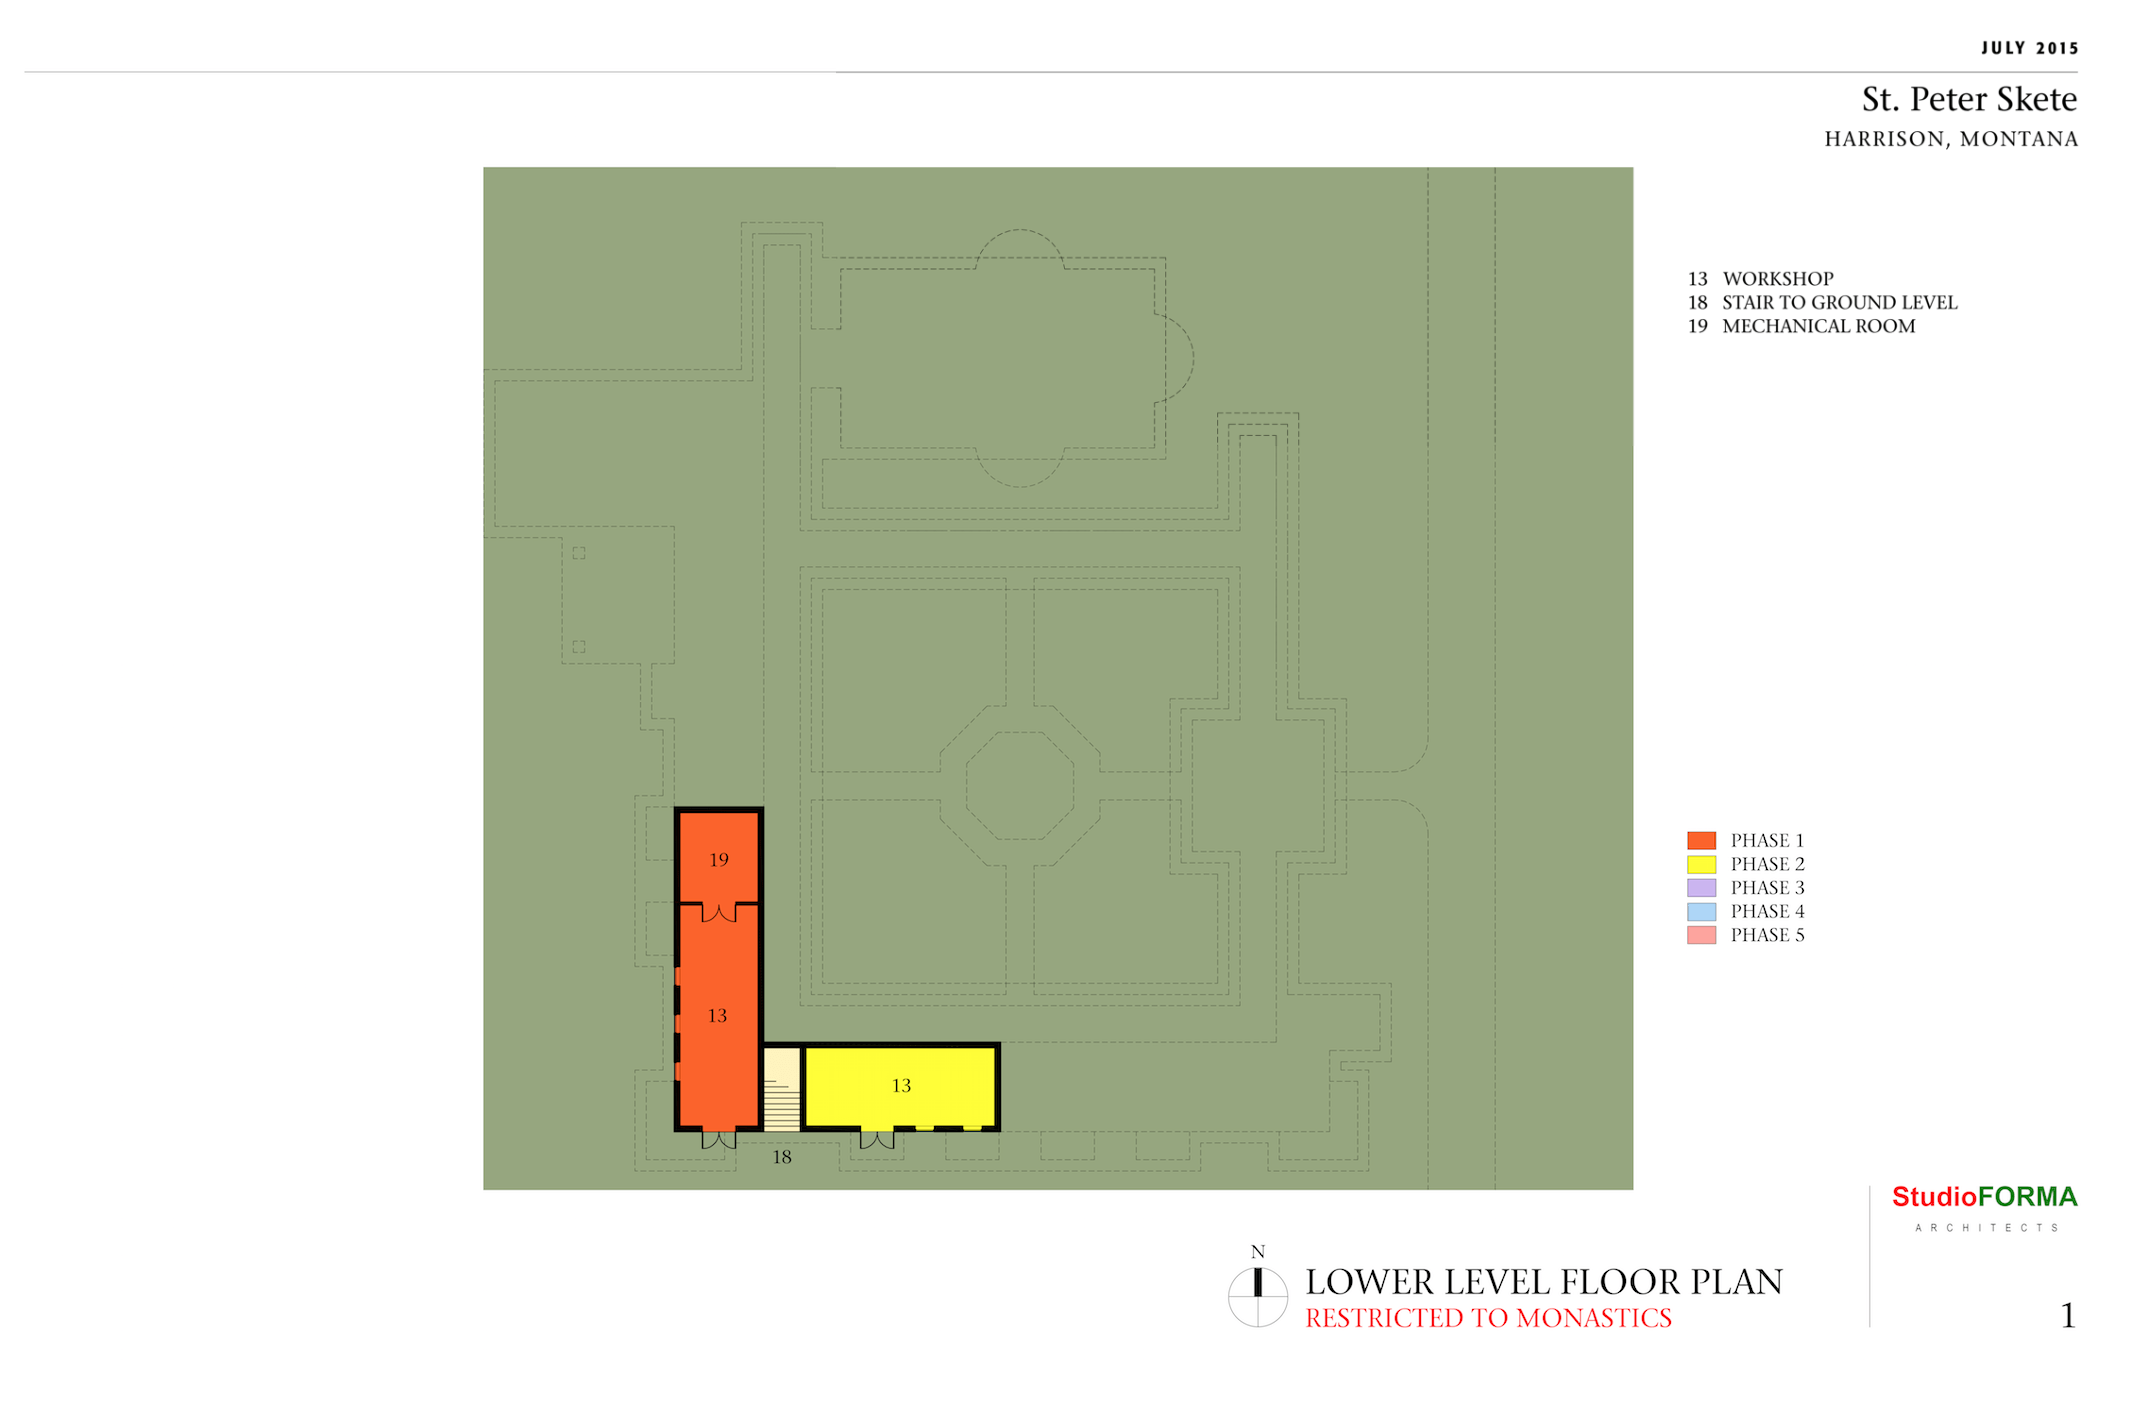 JULY 2015
St. Peter Skete
HARRISON, MONTANA
13 WORKSHOP
18 STAIR TO GROUND LEVEL
19 MECHANICAL ROOM
19
13
13
18
PHASE 1
PHASE 2
PHASE 3
PHASE 4
PHASE 5
StudioFORMA
ARCHITECTS
N
LOWER LEVEL FLOOR PLAN
RESTRICTED TO MONASTICS
1